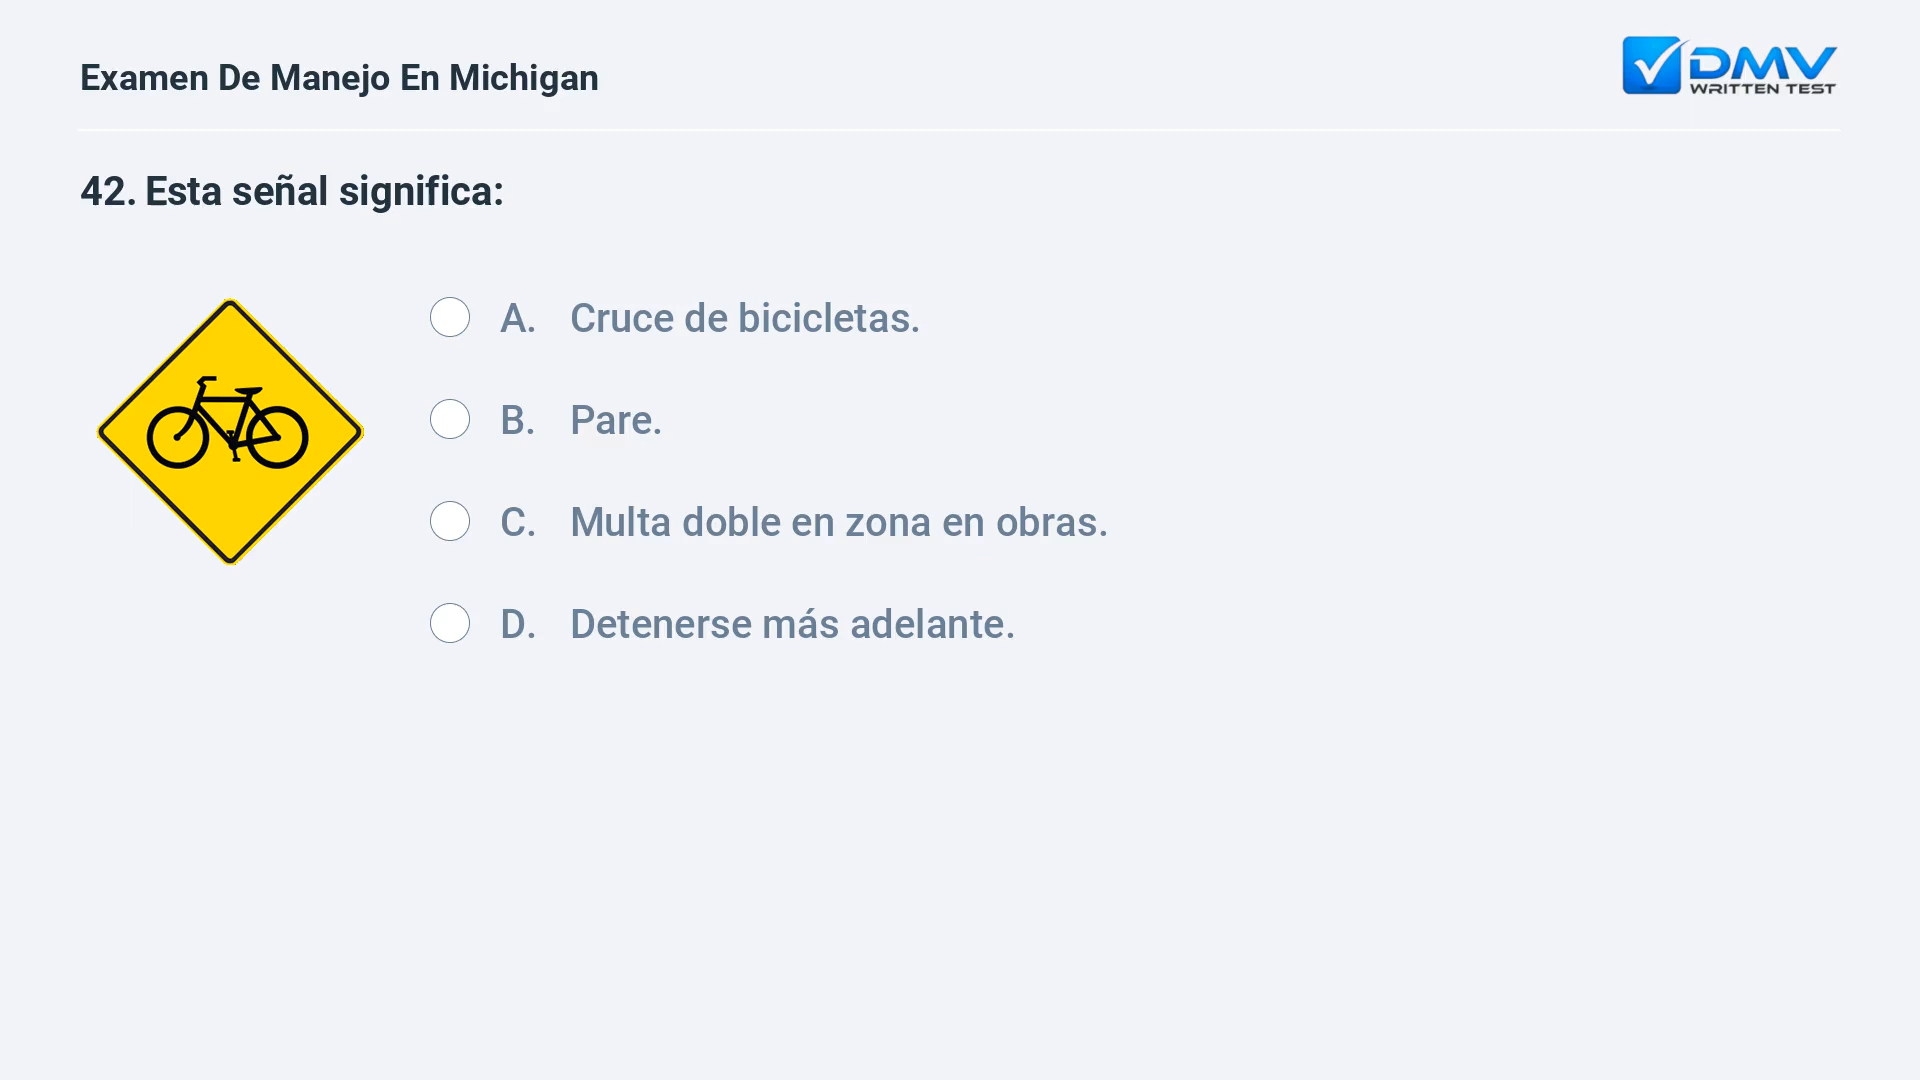 Examen De Manejo En Michigan
DMV
WRITTEN TEST
42. Esta señal significa:
A. Cruce de bicicletas.
B. Pare.
C. Multa doble en zona en obras.
D. Detenerse más adelante.